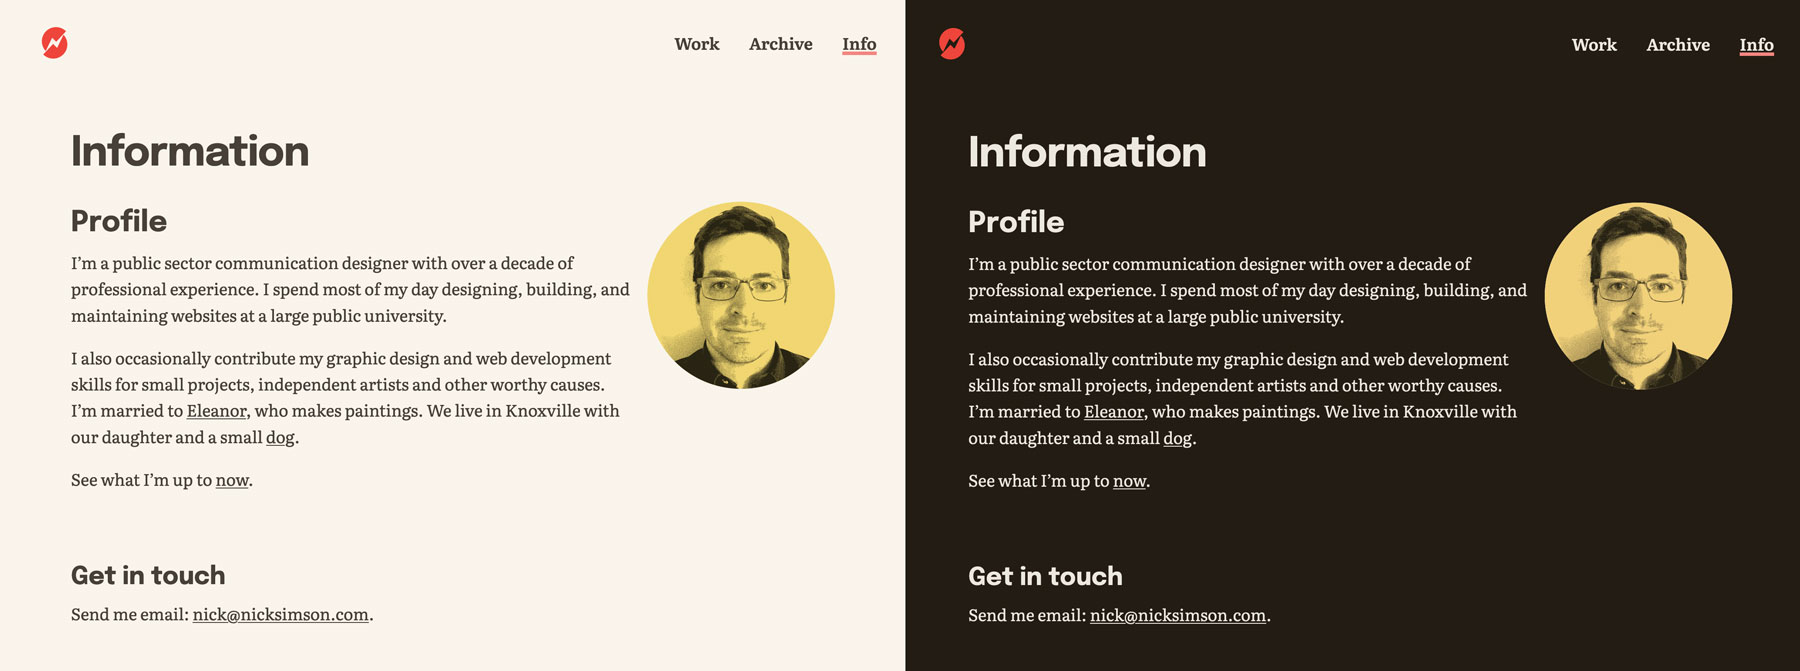 Work Archive Info
Information
Profile
I’m a public sector communication designer with over a decade of
professional experience. I spend most of my day designing, building, and
maintaining websites at a large public university.
I also occasionally contribute my graphic design and web development
skills for small projects, independent artists and other worthy causes.
I’m married to Eleanor, who makes paintings. We live in Knoxville with
our daughter and a small dog.
See what I’m up to now.
Get in touch
Send me email: nick@nicksimson.com.
Work Archive Info
Information
Profile
I’m a public sector communication designer with over a decade of
professional experience. I spend most of my day designing, building, and
maintaining websites at a large public university.
I also occasionally contribute my graphic design and web development
skills for small projects, independent artists and other worthy causes.
I’m married to Eleanor, who makes paintings. We live in Knoxville with
our daughter and a small dog.
See what I’m up to now.
Get in touch
Send me email: nick@nicksimson.com.